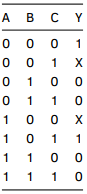 A B C Y
0 0 0 1
0 0 1 X
0 1 0 0
0 1 1 0
1 0 0 X
1 0 1 1
1 1 0 0
1 1 1 0